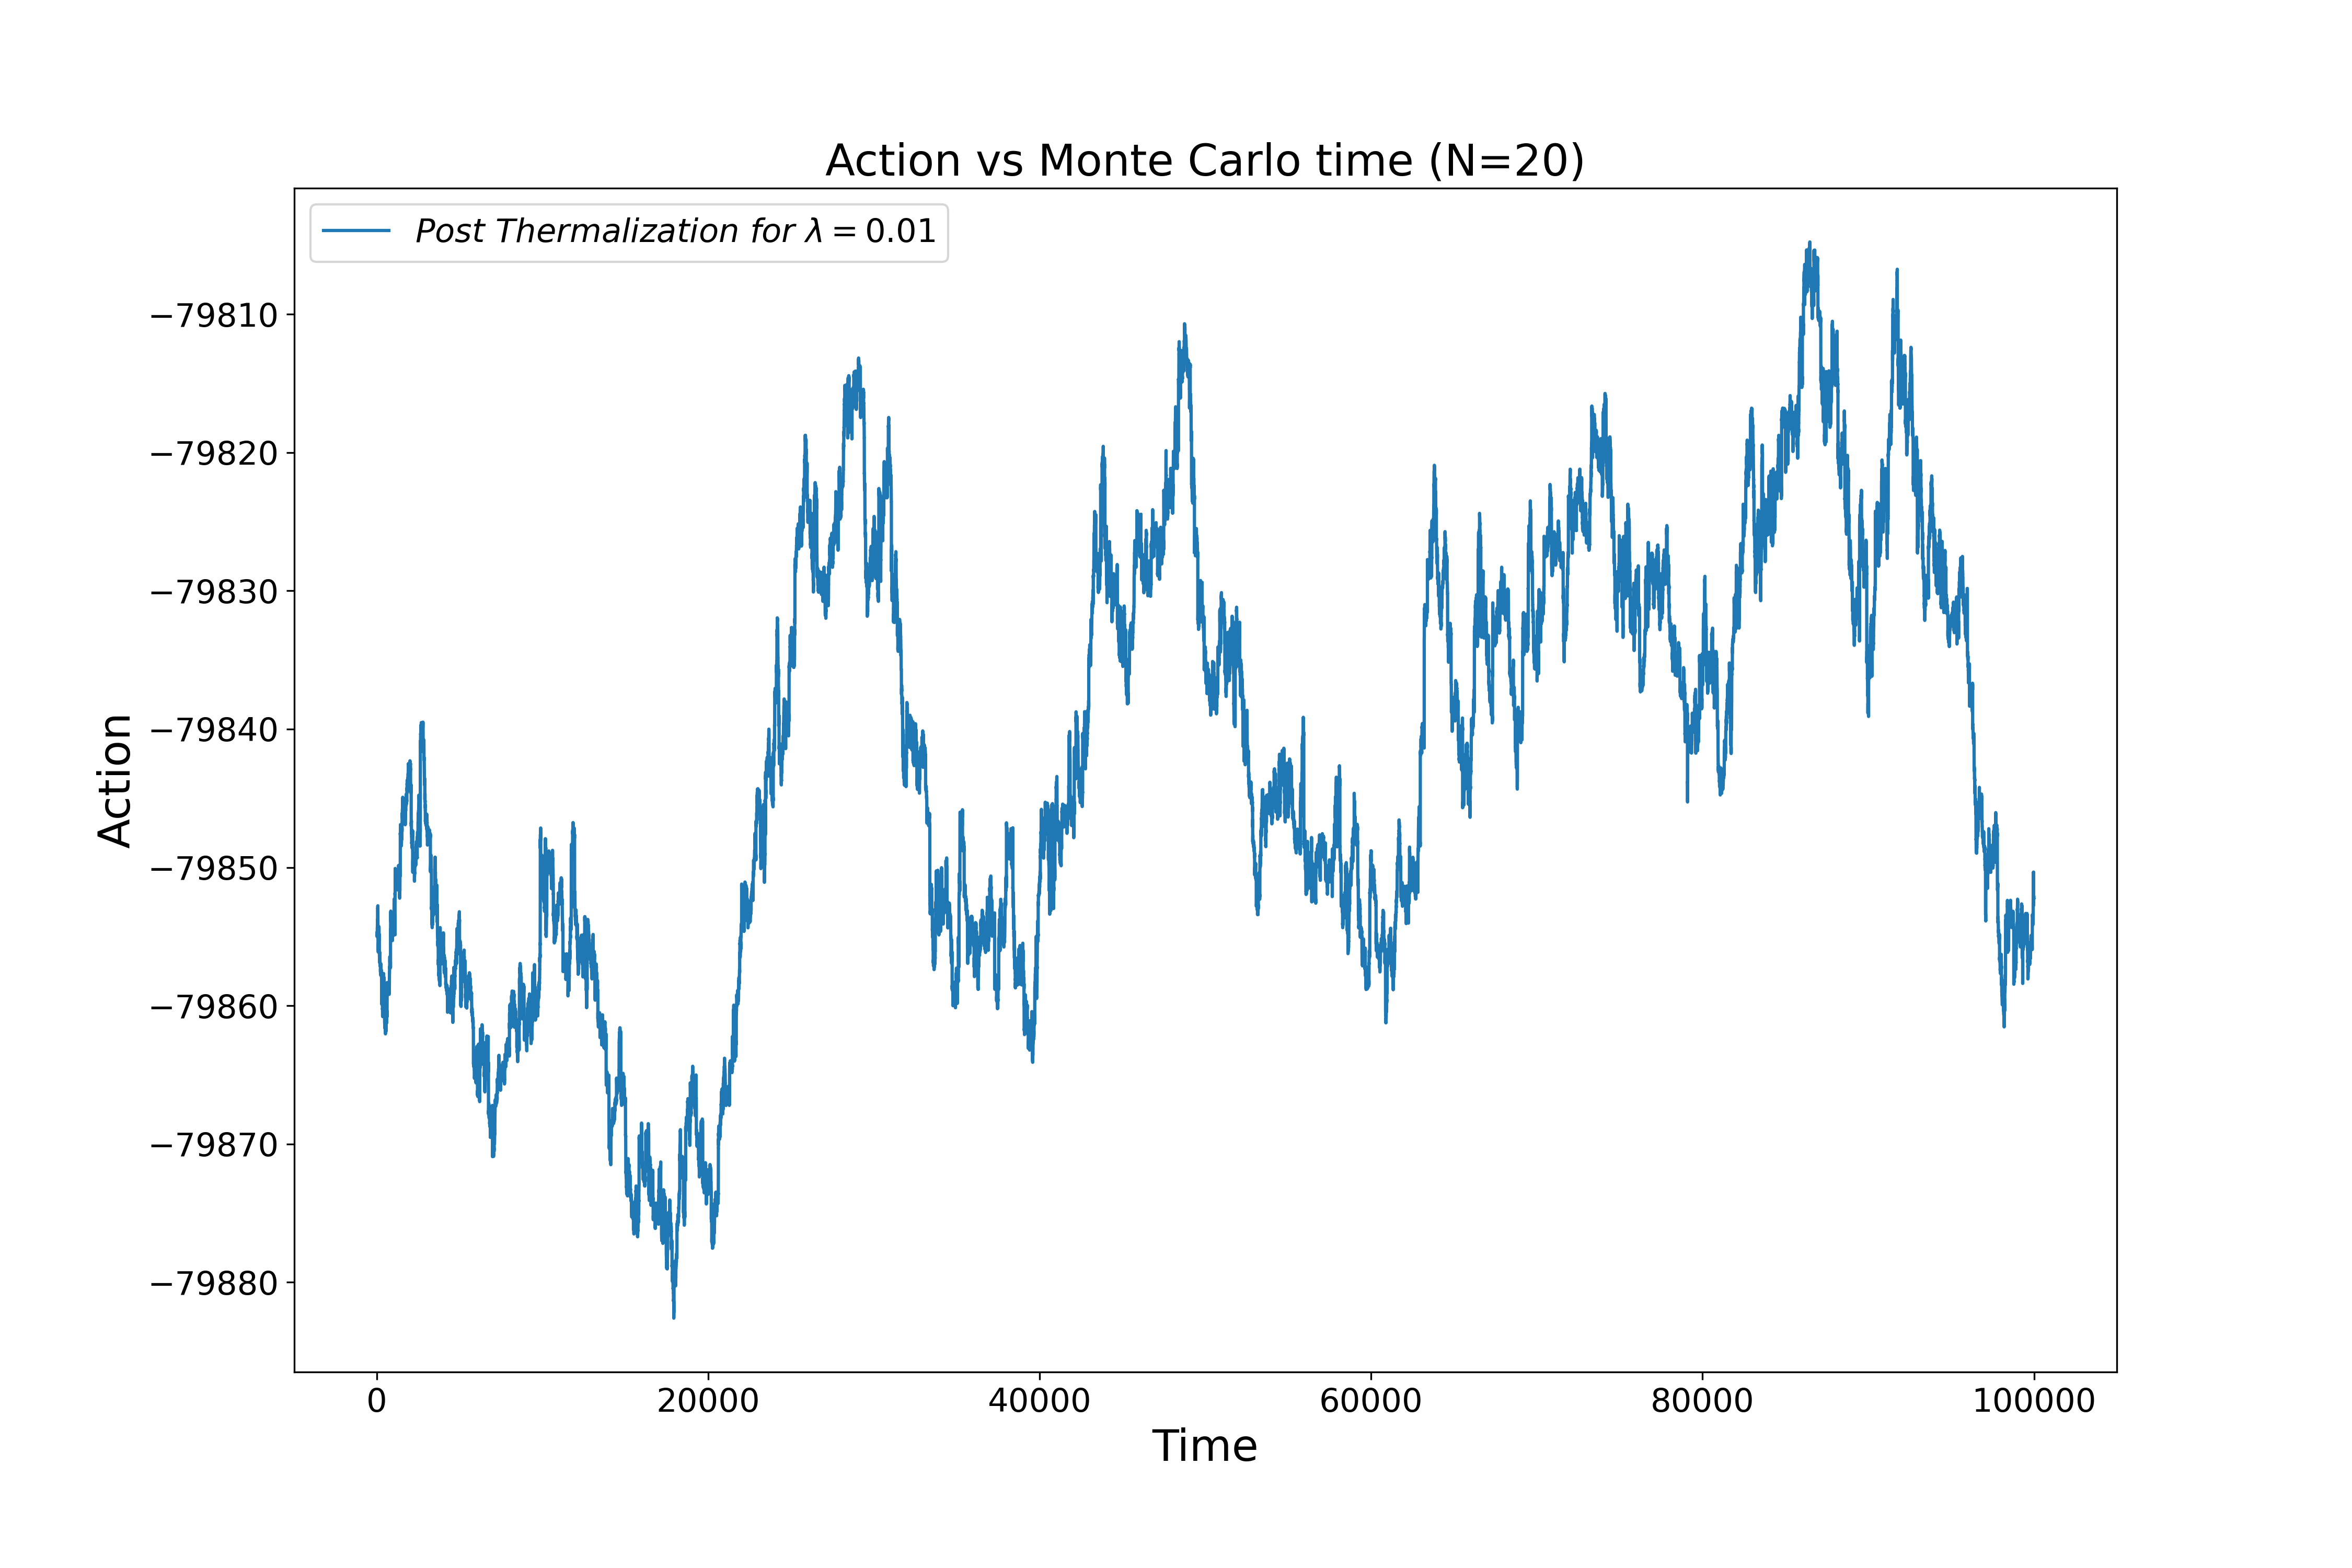 Action vs Monte Carlo time (N=20)
Post Thermalization for λ = 0.01
−79810
−79820
−79830
−79840
−79850
−79860
−79870
−79880
Action
0 20000 40000 60000 80000 100000
Time